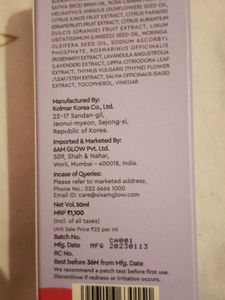 SATIVA (RICE) BRAN OIL, ROSA CANINA
HELIANTHUS ANNUUS (SUNFLOWER) SEED OIL,
CITRUS JUNOS FRUIT EXTRACT, CITRUS PARADISI
(GRAPEFRUIT) FRUIT EXTRACT, CITRUS AURANTIUM
DULCIS (ORANGE) FRUIT EXTRACT, LINUM
USITATISSIMUM (LINSEED) SEED OIL, MORINGA
OLEIFERA SEED OIL, SODIUM ASCORBYL
PHOSPHATE, ROSMARINUS OFFICINALIS
(ROSEMARY) EXTRACT, LAVANDULA ANGUSTIFOLIA
(LAVENDER) EXTRACT, LIPPIA CITRIODORA LEAF
EXTRACT, THYMUS VULGARIS (THYME) FLOWER
/LEAF/STEM EXTRACT, SALVIA OFFICINALIS (SAGE)
EXTRACT, TOCOPHEROL, VINEGAR
Manufactured By:
Kolmar Korea Co., Ltd.
22-17 Sandan-gil,
Jeonui-myeon, Sejong-si,
Republic of Korea.
Imported & Marketed By:
6AM GLOW Pvt. Ltd.
509, Shah & Nahar,
Worli, Mumbai - 400018, India.
Incase of Queries:
Please refer to marketed address,
Phone No.: 022 6666 1000
Email id.: care@sixamglow.com
Net Vol. 50ml
MRP ₹1,100
(Incl. of all taxes)
Unit Sale Price ₹22 per ml
Batch No. CA001
Mfg. Date MFG 20230113
RC No.
Best before 36M from Mfg. Date
We recommend a patch test before first use.
Discontinue if redness or irritation occurs.